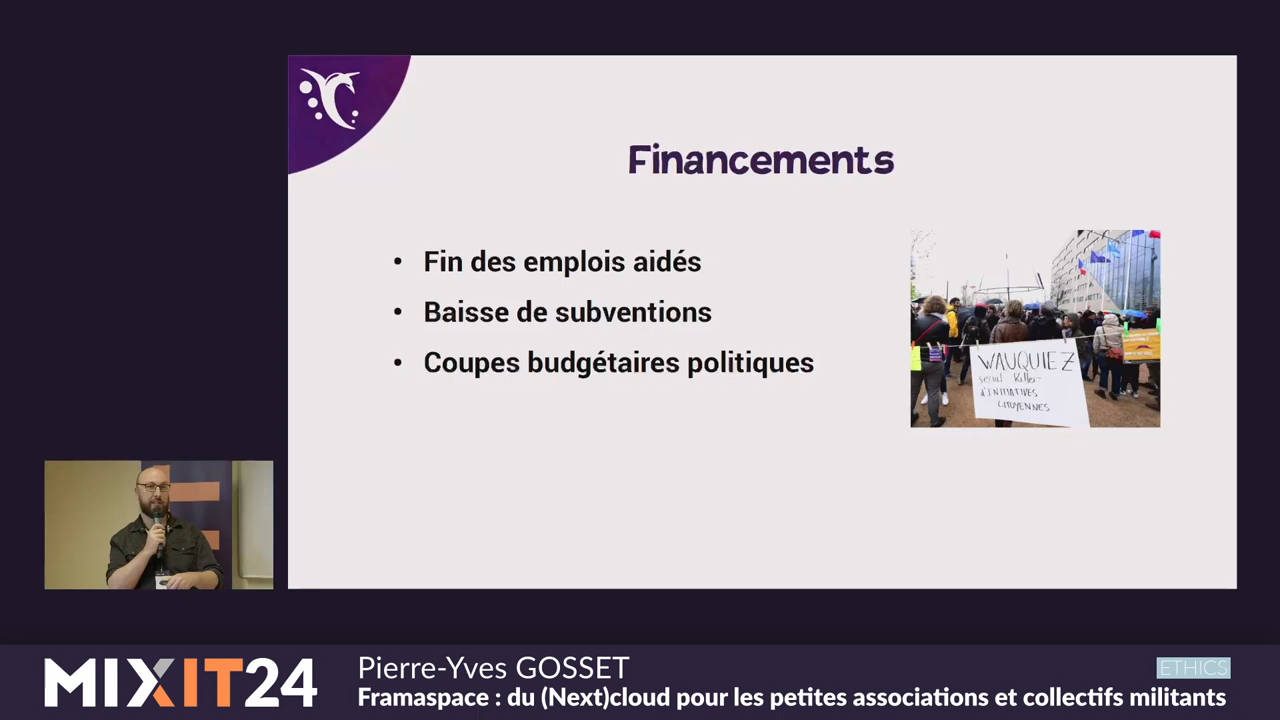 Financements
• Fin des emplois aidés
• Baisse de subventions
• Coupes budgétaires politiques
WAUQUIEZ
serial killer
d'INITIATIVES
CITOYENNES
MIXIT24
Pierre-Yves GOSSET
ETHICS
Framaspace : du (Next)cloud pour les petites associations et collectifs militants